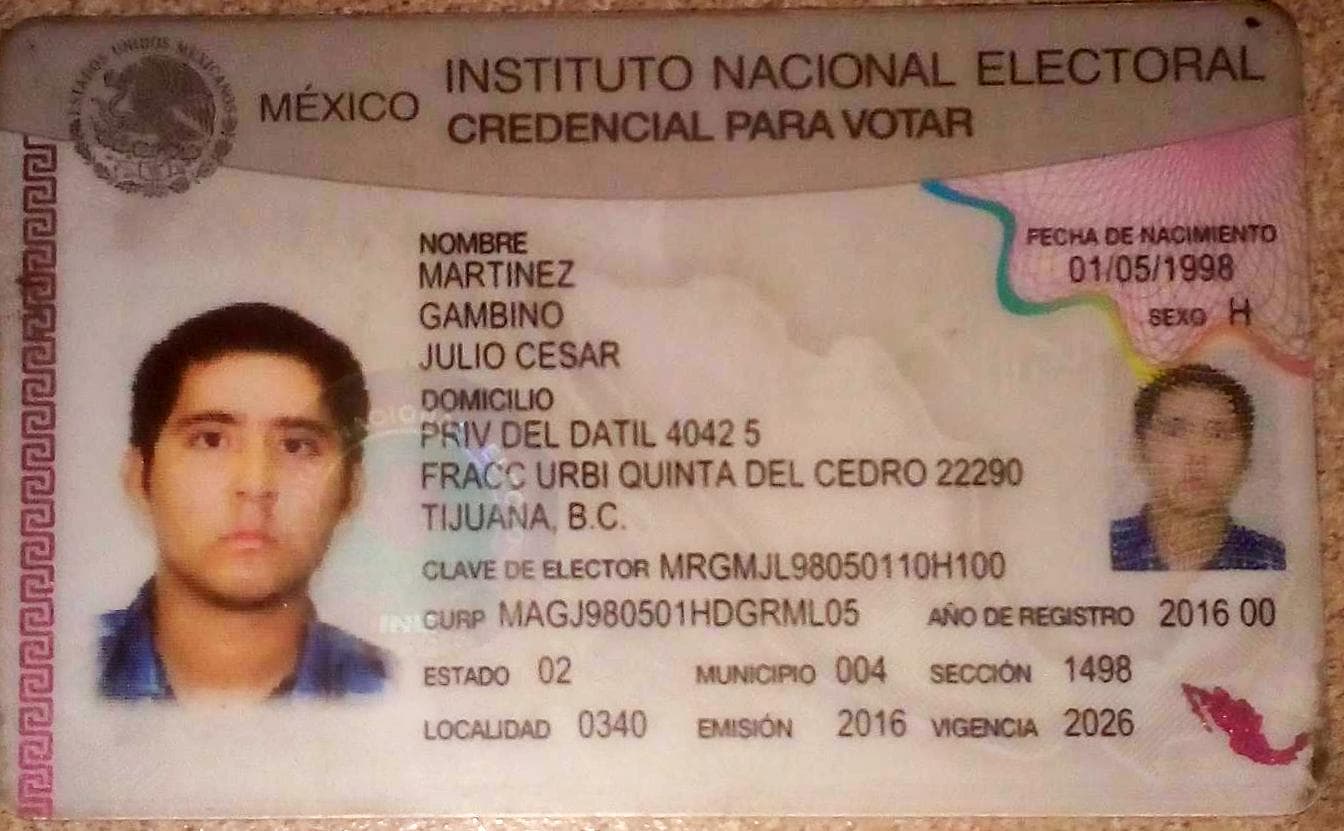 ESTADOS UNIDOS MEXICANOS
MÉXICO
INSTITUTO NACIONAL ELECTORAL
CREDENCIAL PARA VOTAR
NOMBRE
MARTINEZ
GAMBINO
JULIO CESAR
FECHA DE NACIMIENTO
01/05/1998
SEXO H
DOMICILIO
PRIV DEL DATIL 4042 5
FRACC URBI QUINTA DEL CEDRO 22290
TIJUANA, B.C.
CLAVE DE ELECTOR MRGMJL98050110H100
CURP MAGJ980501HDGRML05 AÑO DE REGISTRO 2016 00
ESTADO 02 MUNICIPIO 004 SECCIÓN 1498
LOCALIDAD 0340 EMISIÓN 2016 VIGENCIA 2026